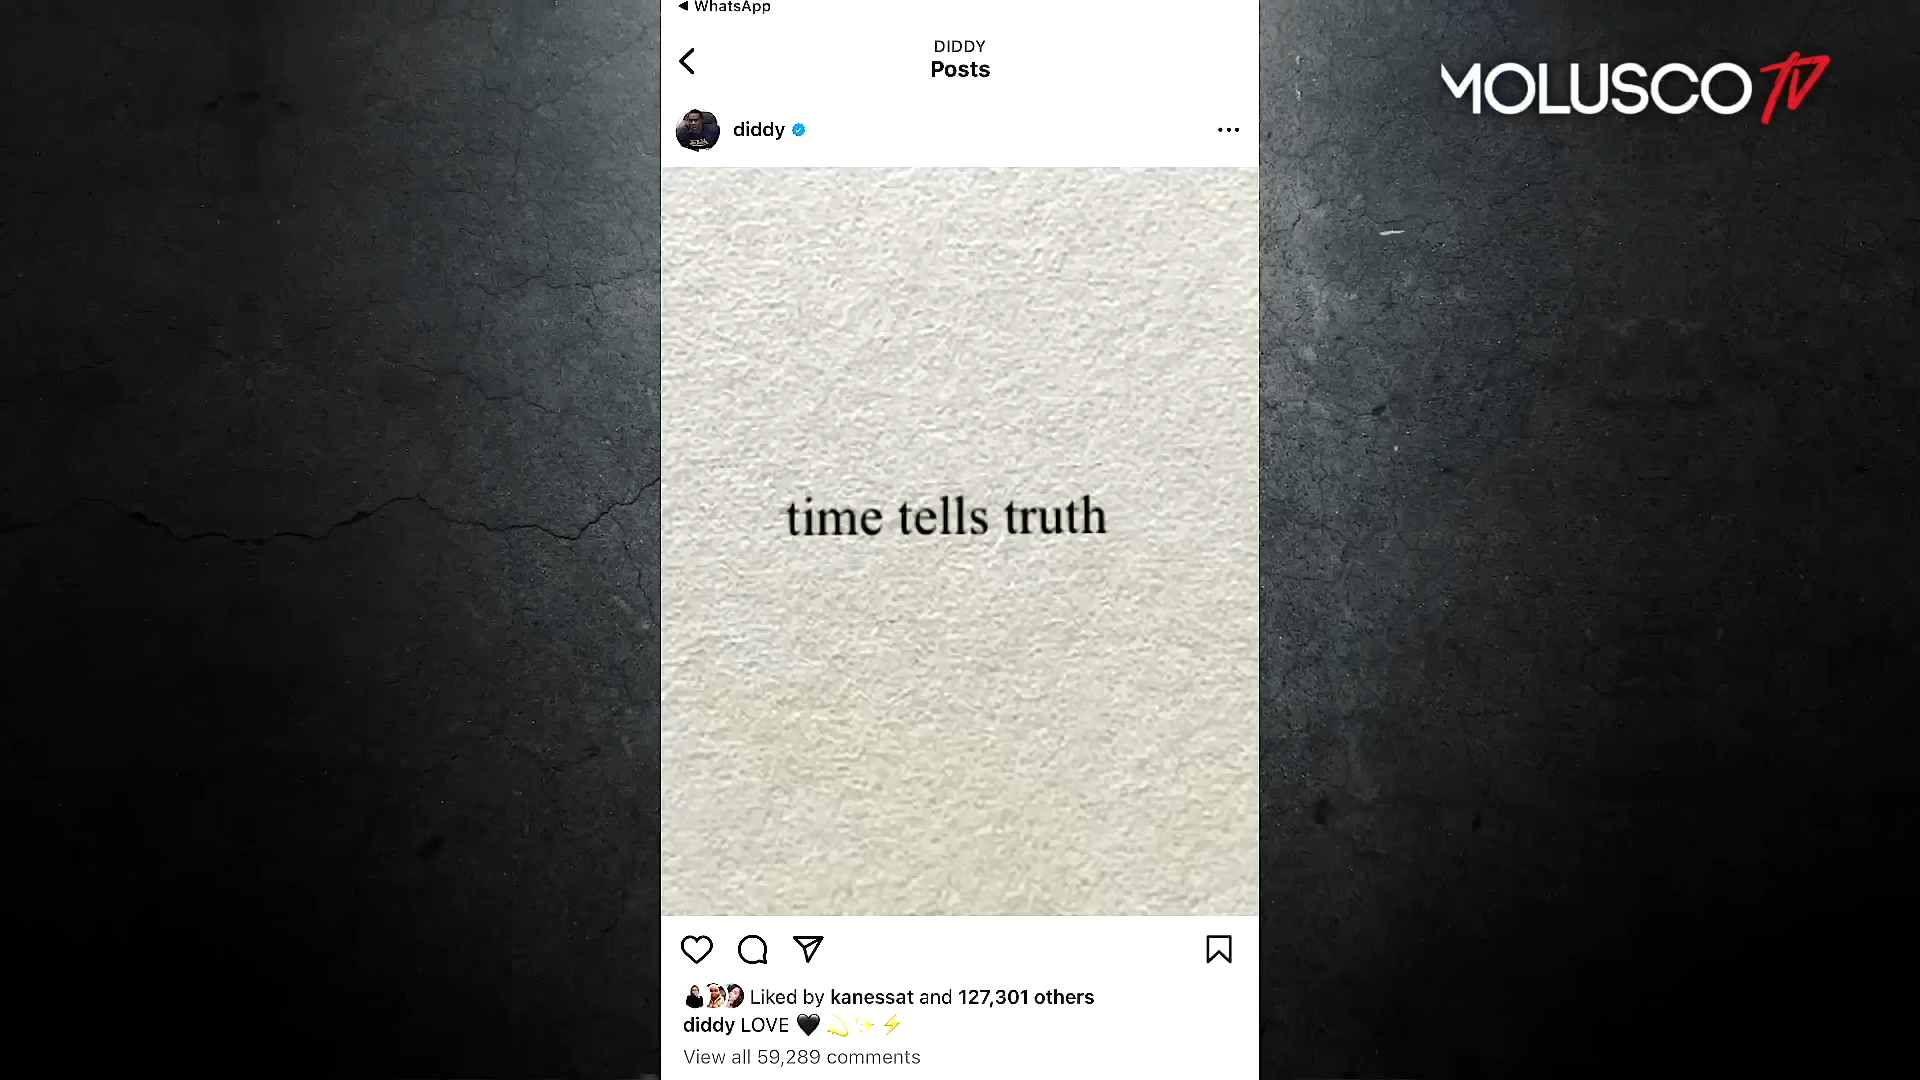 WhatsApp
DIDDY
Posts
MOLUSCO TV
diddy
time tells truth
Liked by kanessat and 127,301 others
diddy LOVE 🖤 💫 ✨ ⚡
View all 59,289 comments